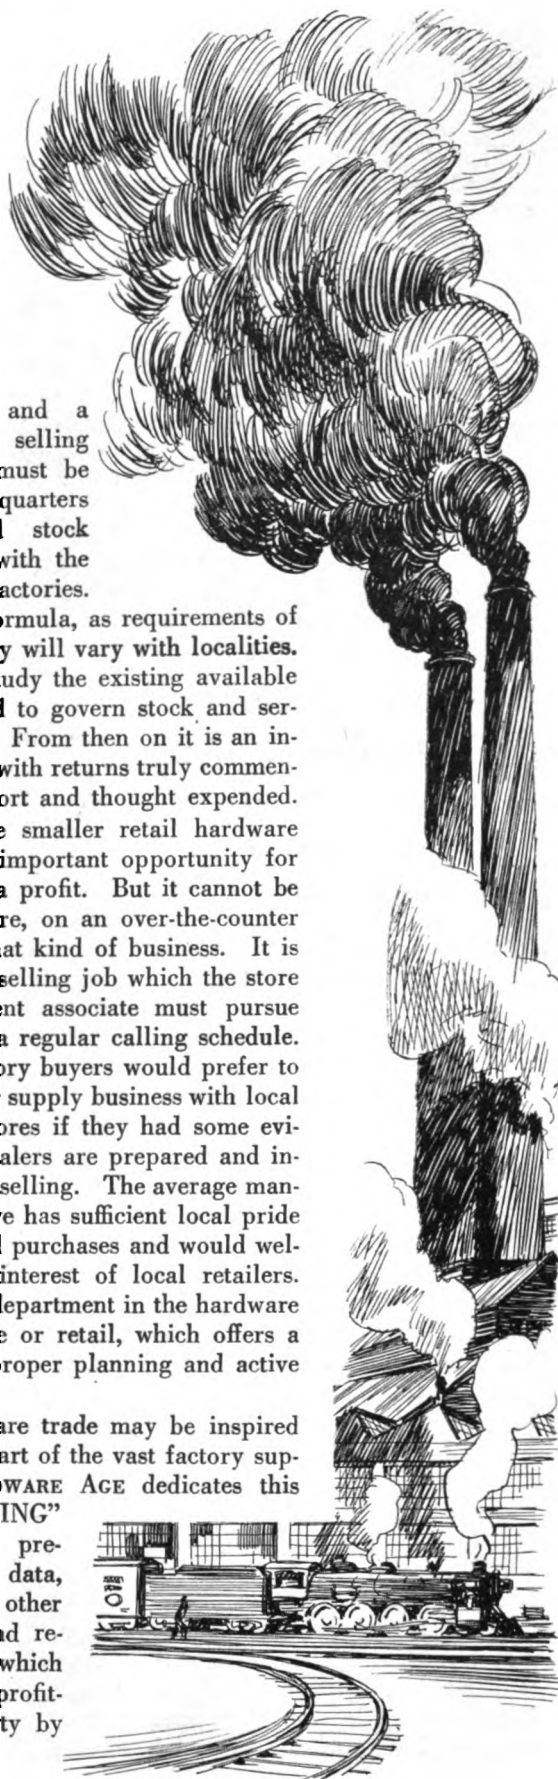 and a
selling
must be
quarters
stock
with the
actories.
ormula, as requirements of
y will vary with localities.
udy the existing available
to govern stock and ser-
From then on it is an in-
with returns truly commen-
ort and thought expended.
e smaller retail hardware
important opportunity for
a profit. But it cannot be
re, on an over-the-counter
at kind of business. It is
selling job which the store
ent associate must pursue
a regular calling schedule.
ory buyers would prefer to
r supply business with local
ores if they had some evi-
alers are prepared and in-
selling. The average man-
e has sufficient local pride
l purchases and would wel-
interest of local retailers.
department in the hardware
e or retail, which offers a
roper planning and active
are trade may be inspired
art of the vast factory sup-
DWARE AGE dedicates this
ING"
pre-
data,
other
nd re-
which
profit-
ty by